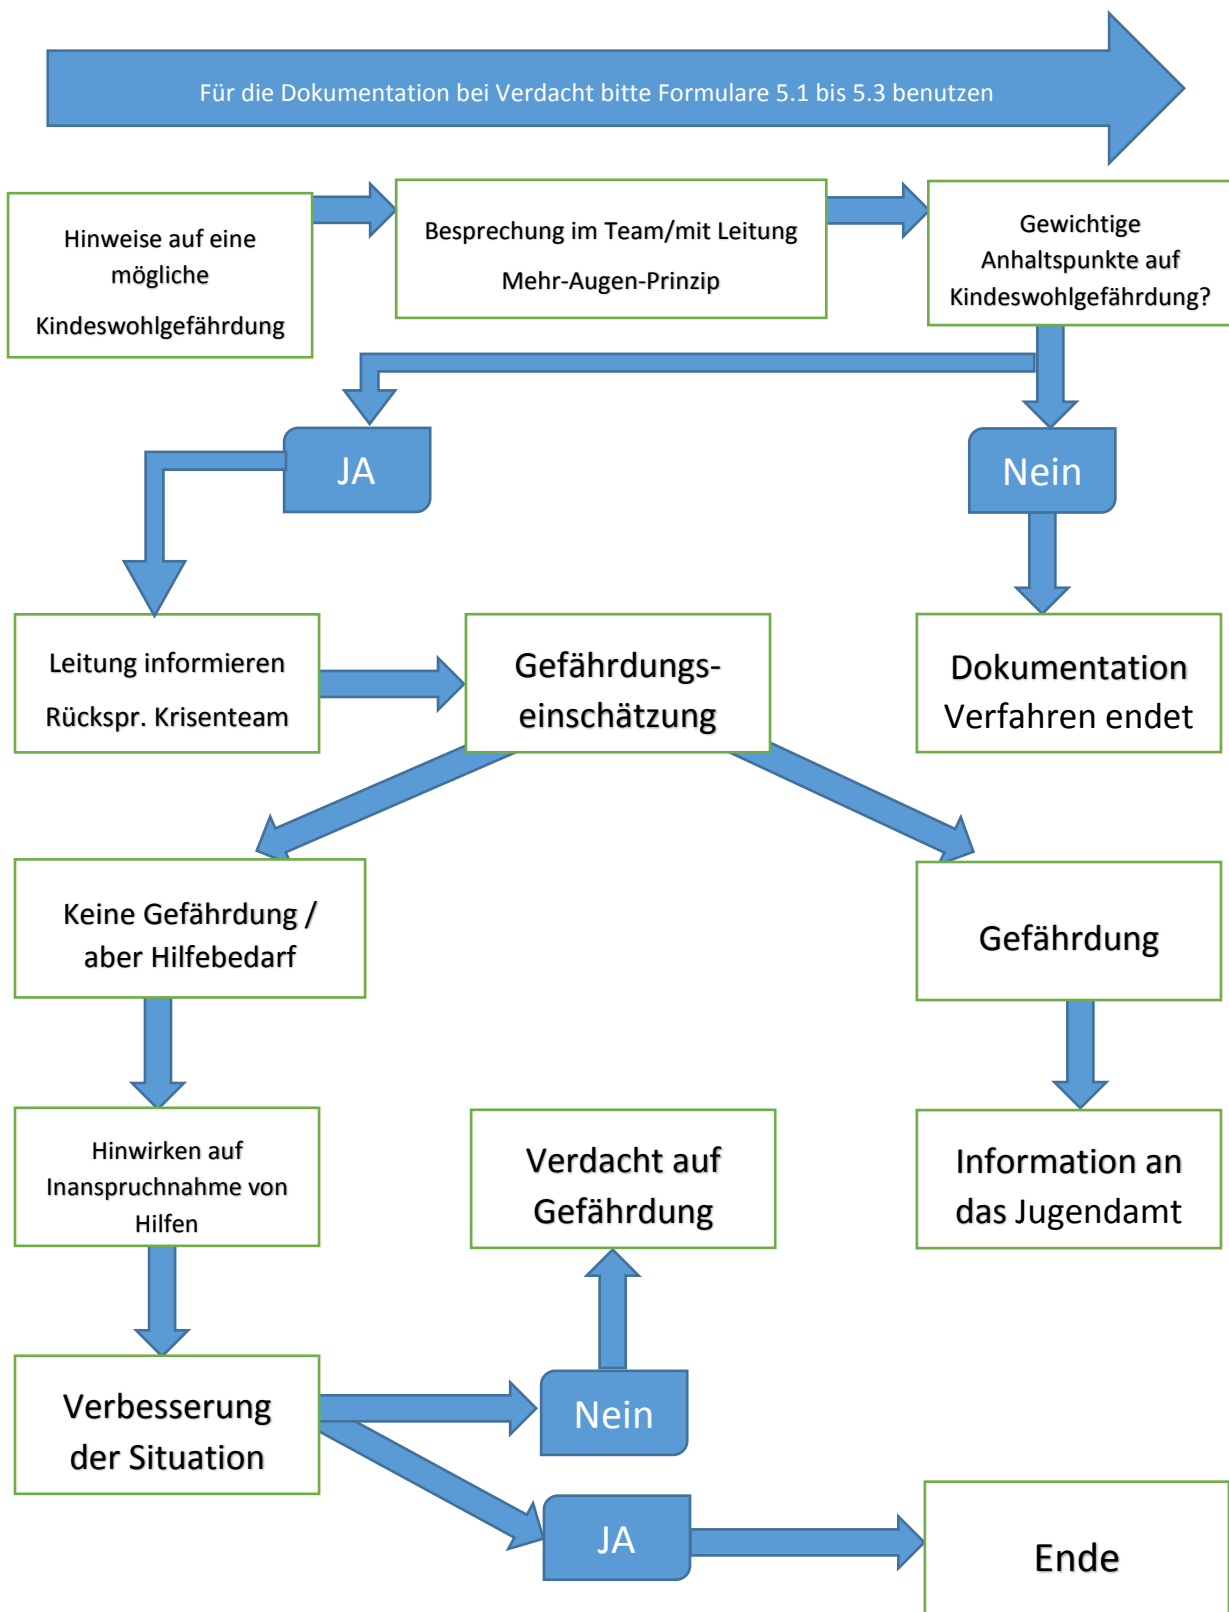 Für die Dokumentation bei Verdacht bitte Formulare 5.1 bis 5.3 benutzen
Hinweise auf eine
mögliche
Kindeswohlgefährdung
Besprechung im Team/mit Leitung
Mehr-Augen-Prinzip
Gewichtige
Anhaltspunkte auf
Kindeswohlgefährdung?
JA
Nein
Leitung informieren
Rückspr. Krisenteam
Gefährdungs-
einschätzung
Dokumentation
Verfahren endet
Keine Gefährdung /
aber Hilfebedarf
Gefährdung
Hinwirken auf
Inanspruchnahme von
Hilfen
Verdacht auf
Gefährdung
Information an
das Jugendamt
Verbesserung
der Situation
Nein
JA
Ende